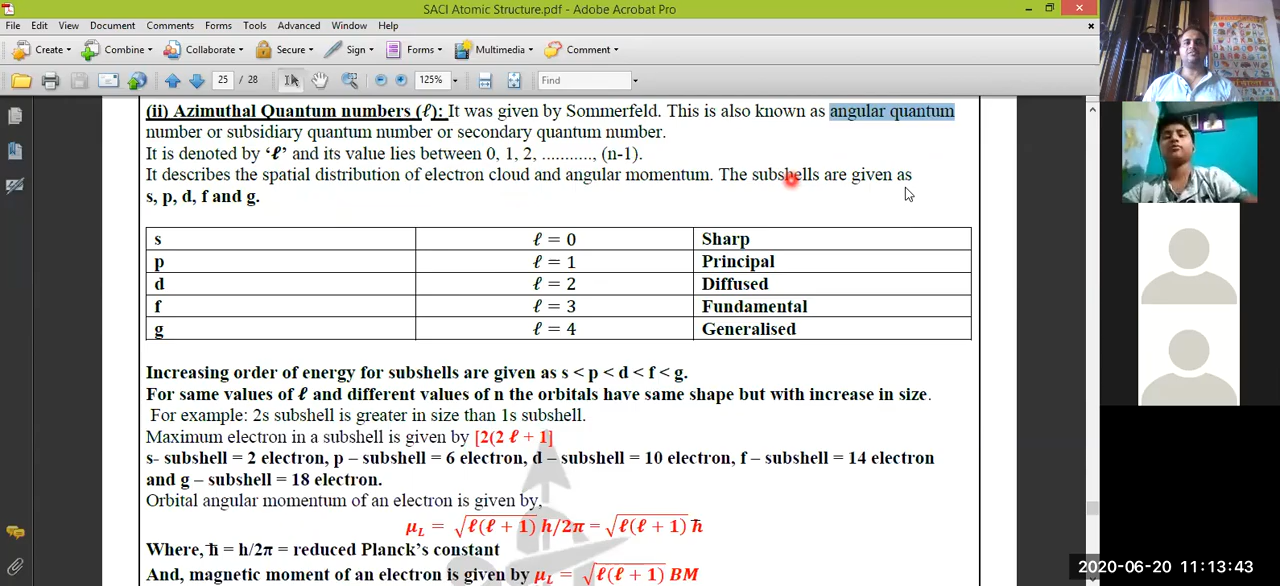 SACI Atomic Structure.pdf - Adobe Acrobat Pro
File Edit View Document Comments Forms Tools Advanced Window Help
Create Combine Collaborate Secure Sign Forms Multimedia Comment
25 / 28 125% Find
(ii) Azimuthal Quantum numbers (ℓ): It was given by Sommerfeld. This is also known as angular quantum
number or subsidiary quantum number or secondary quantum number.
It is denoted by ‘ℓ’ and its value lies between 0, 1, 2, ..........., (n-1).
It describes the spatial distribution of electron cloud and angular momentum. The subshells are given as
s, p, d, f and g.
s ℓ = 0 Sharp
p ℓ = 1 Principal
d ℓ = 2 Diffused
f ℓ = 3 Fundamental
g ℓ = 4 Generalised
Increasing order of energy for subshells are given as s < p < d < f < g.
For same values of ℓ and different values of n the orbitals have same shape but with increase in size.
For example: 2s subshell is greater in size than 1s subshell.
Maximum electron in a subshell is given by [2(2 ℓ + 1]
s- subshell = 2 electron, p – subshell = 6 electron, d – subshell = 10 electron, f – subshell = 14 electron
and g – subshell = 18 electron.
Orbital angular momentum of an electron is given by,
μL = √ℓ(ℓ + 1) h/2π = √ℓ(ℓ + 1) ħ
Where, ħ = h/2π = reduced Planck’s constant
And, magnetic moment of an electron is given by μL = √ℓ(ℓ + 1) BM
2020-06-20 11:13:43